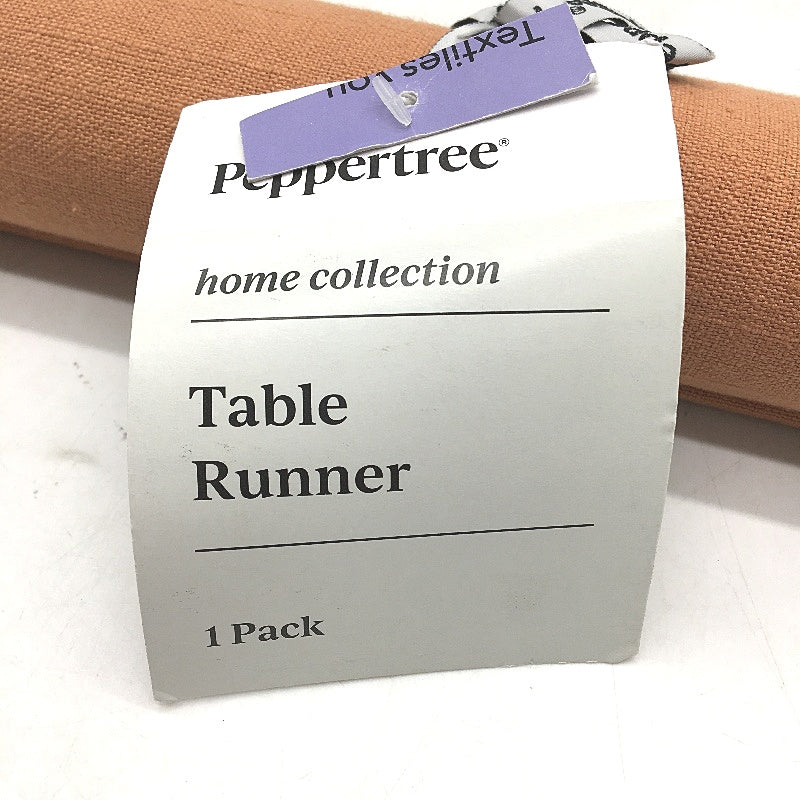 Textiles you
Peppertree®
home collection
Table
Runner
1 Pack